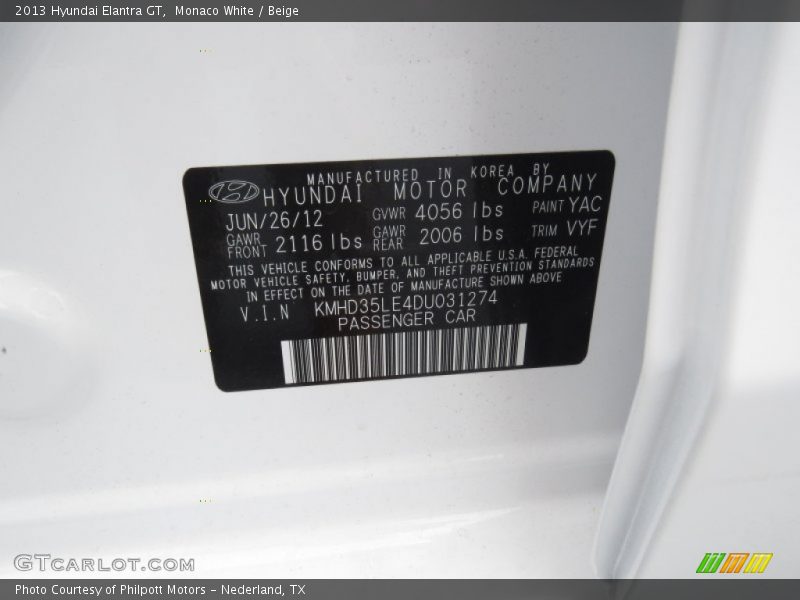 2013 Hyundai Elantra GT,  Monaco White / Beige
MANUFACTURED IN KOREA BY
HYUNDAI MOTOR COMPANY
JUN/26/12 GVWR 4056 lbs PAINT YAC
GAWR FRONT 2116 lbs GAWR REAR 2006 lbs TRIM VYF
THIS VEHICLE CONFORMS TO ALL APPLICABLE U.S.A. FEDERAL
MOTOR VEHICLE SAFETY, BUMPER, AND THEFT PREVENTION STANDARDS
IN EFFECT ON THE DATE OF MANUFACTURE SHOWN ABOVE
V.I.N KMHD35LE4DU031274
PASSENGER CAR
GTCARLOT.COM
Photo Courtesy of Philpott Motors - Nederland, TX